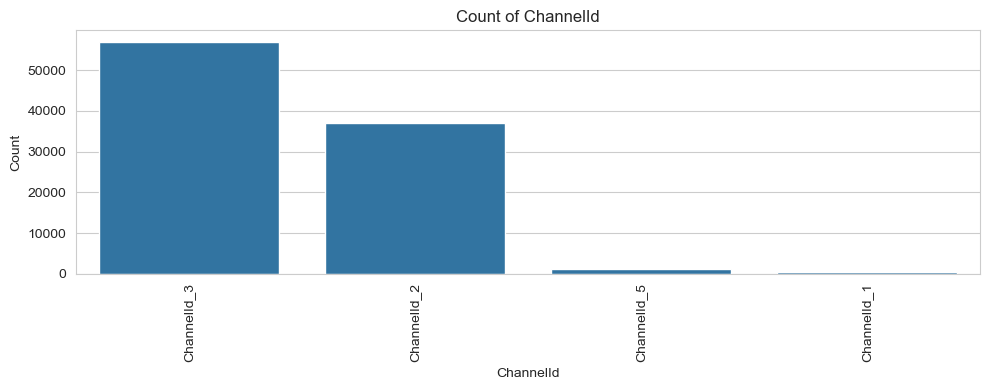 Count of ChannelId
Count
50000
40000
30000
20000
10000
0
ChannelId_3
ChannelId_2
ChannelId_5
ChannelId_1
ChannelId